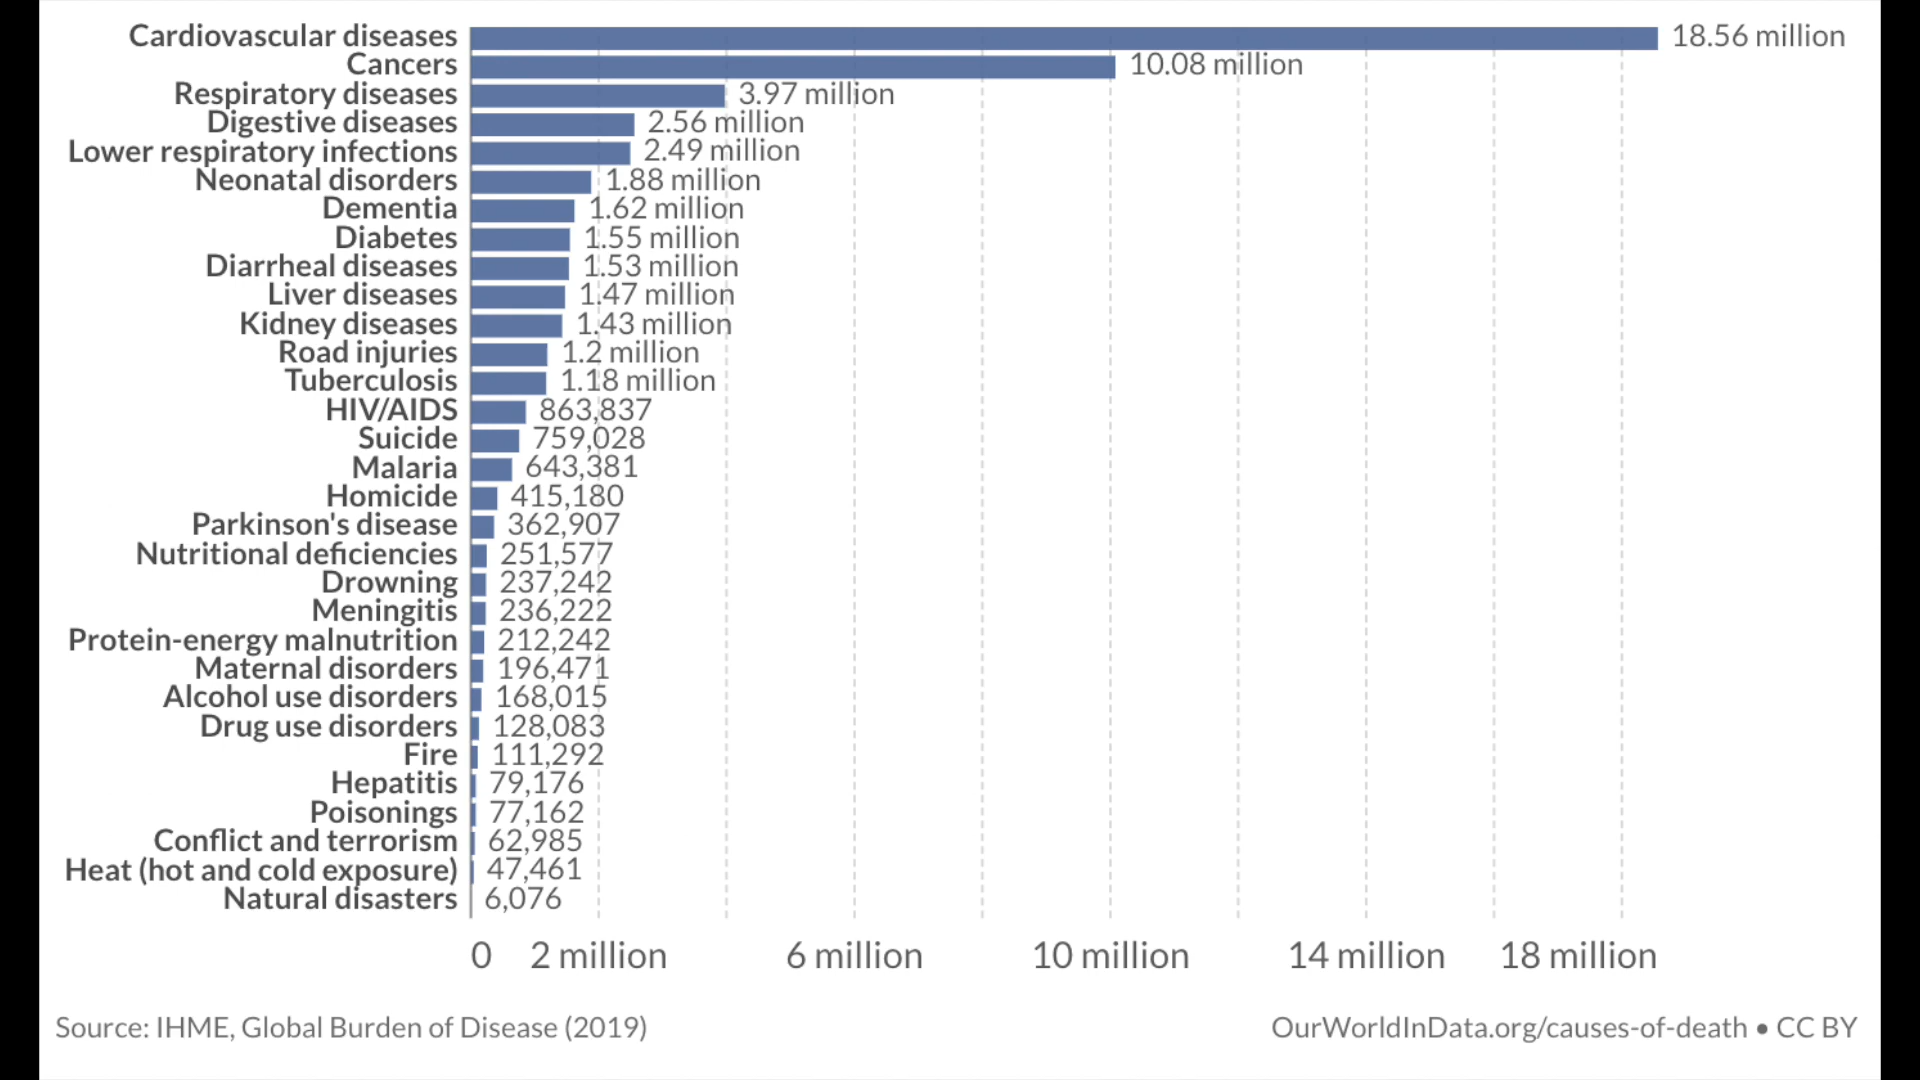 Cardiovascular diseases 18.56 million
Cancers 10.08 million
Respiratory diseases 3.97 million
Digestive diseases 2.56 million
Lower respiratory infections 2.49 million
Neonatal disorders 1.88 million
Dementia 1.62 million
Diabetes 1.55 million
Diarrheal diseases 1.53 million
Liver diseases 1.47 million
Kidney diseases 1.43 million
Road injuries 1.2 million
Tuberculosis 1.18 million
HIV/AIDS 863,837
Suicide 759,028
Malaria 643,381
Homicide 415,180
Parkinson's disease 362,907
Nutritional deficiencies 251,577
Drowning 237,242
Meningitis 236,222
Protein-energy malnutrition 212,242
Maternal disorders 196,471
Alcohol use disorders 168,015
Drug use disorders 128,083
Fire 111,292
Hepatitis 79,176
Poisonings 77,162
Conflict and terrorism 62,985
Heat (hot and cold exposure) 47,461
Natural disasters 6,076
0 2 million 6 million 10 million 14 million 18 million
Source: IHME, Global Burden of Disease (2019) OurWorldInData.org/causes-of-death • CC BY